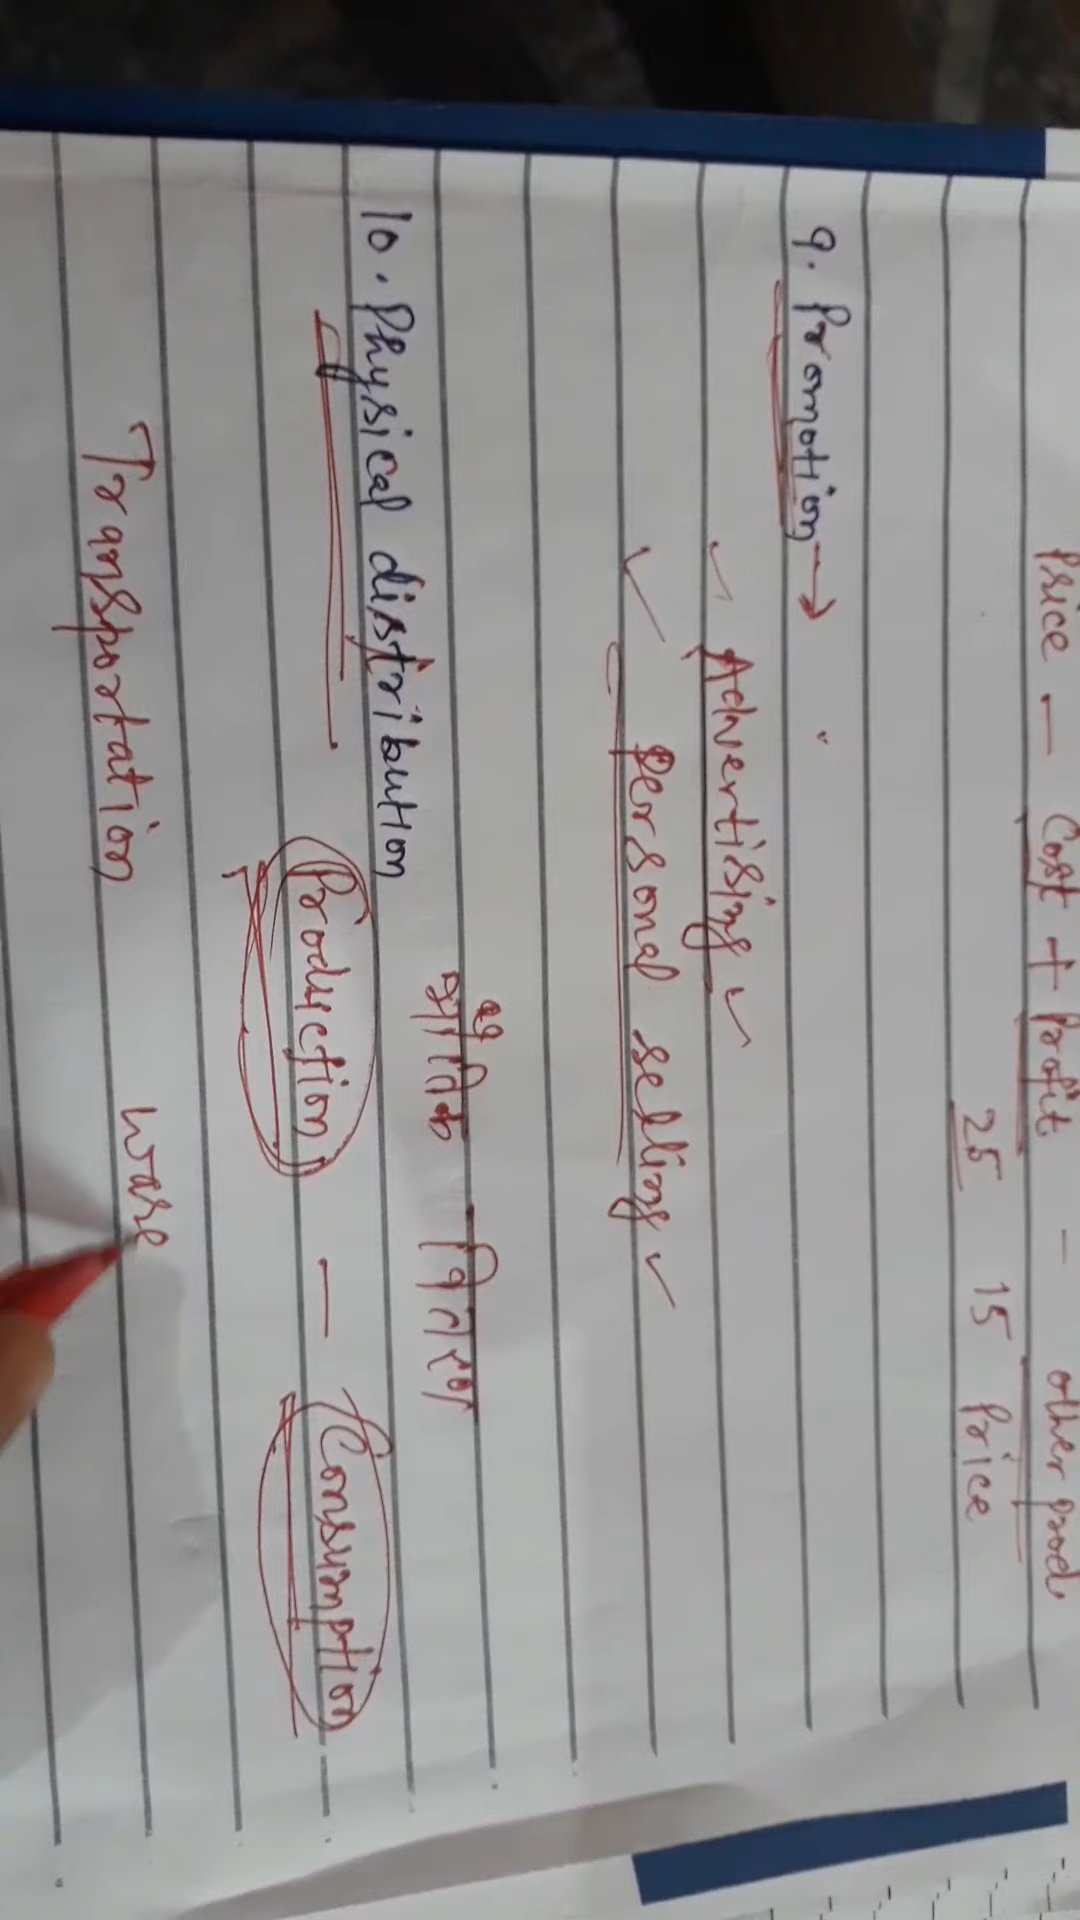 Price - Cost + Profit - other prod
25 15 Price
9. Promotion →
Advertising
Personal selling
10. Physical distribution
वितरण
Production - Consumption
Transportation Ware